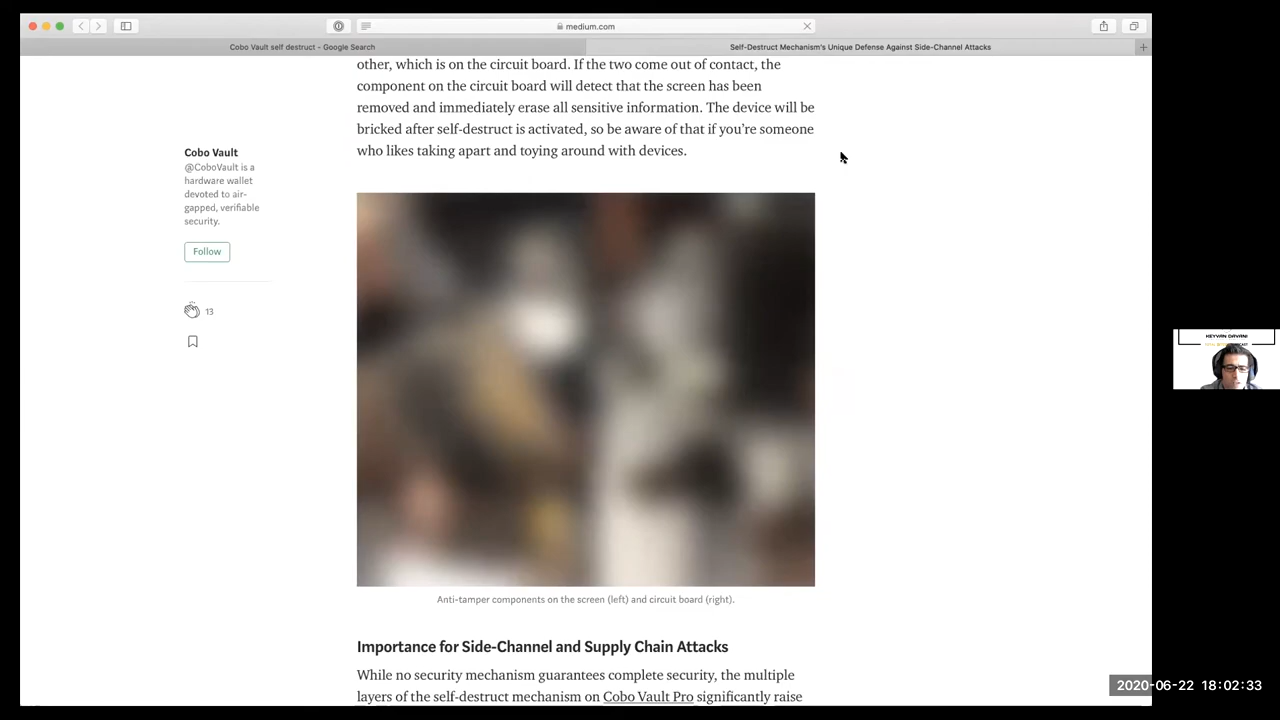 medium.com
Cobo Vault self destruct – Google Search
Self-Destruct Mechanism's Unique Defense Against Side-Channel Attacks
other, which is on the circuit board. If the two come out of contact, the
component on the circuit board will detect that the screen has been
removed and immediately erase all sensitive information. The device will be
bricked after self-destruct is activated, so be aware of that if you’re someone
who likes taking apart and toying around with devices.
Cobo Vault
@CoboVault is a
hardware wallet
devoted to air-
gapped, verifiable
security.
Follow
13
Anti-tamper components on the screen (left) and circuit board (right).
Importance for Side-Channel and Supply Chain Attacks
While no security mechanism guarantees complete security, the multiple
layers of the self-destruct mechanism on Cobo Vault Pro significantly raise
KEYVAN DAVANI
2020-06-22 18:02:33